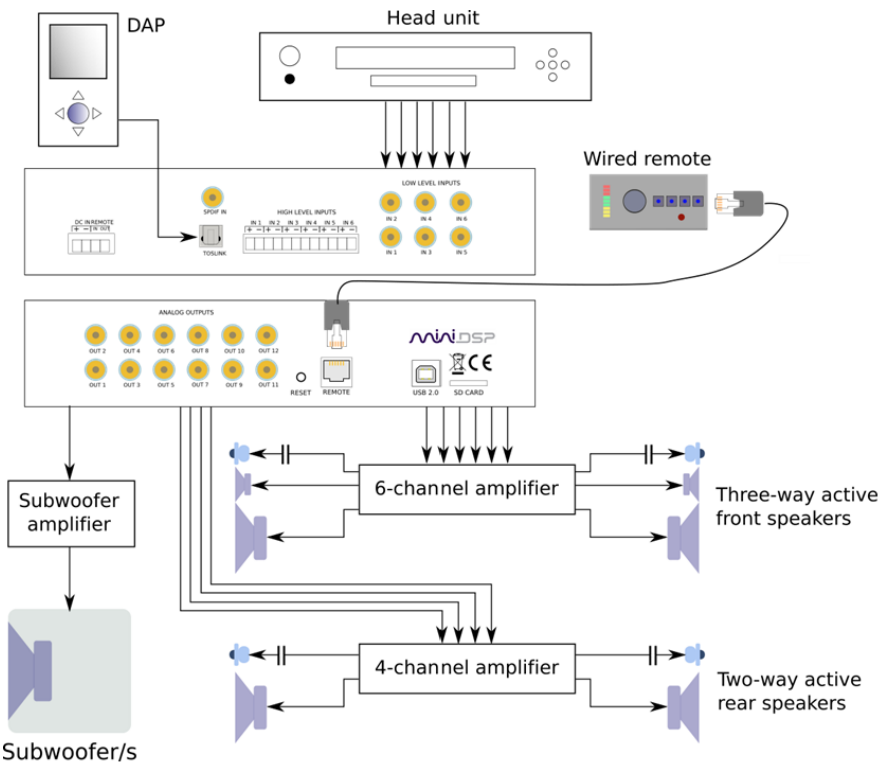 Head unit
DAP
Wired remote
LOW LEVEL INPUTS
SPDIF IN
HIGH LEVEL INPUTS
IN 2 IN 4 IN 6
DC IN REMOTE
+ − IN OUT
IN 1 IN 2 IN 3 IN 4 IN 5 IN 6
+ − + − + − + − + − + −
TOSLINK
IN 1 IN 3 IN 5
ANALOG OUTPUTS
miniDSP
OUT 2 OUT 4 OUT 6 OUT 8 OUT 10 OUT 12
CE
OUT 1 OUT 3 OUT 5 OUT 7 OUT 9 OUT 11
RESET REMOTE USB 2.0 SD CARD
Subwoofer
amplifier
6-channel amplifier
Three-way active
front speakers
4-channel amplifier
Two-way active
rear speakers
Subwoofer/s